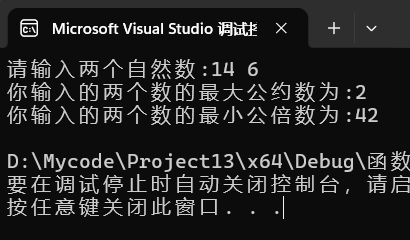 Microsoft Visual Studio 调试
请输入两个自然数:14 6
你输入的两个数的最大公约数为:2
你输入的两个数的最小公倍数为:42
D:\Mycode\Project13\x64\Debug\函数
要在调试停止时自动关闭控制台，请启
按任意键关闭此窗口. . .